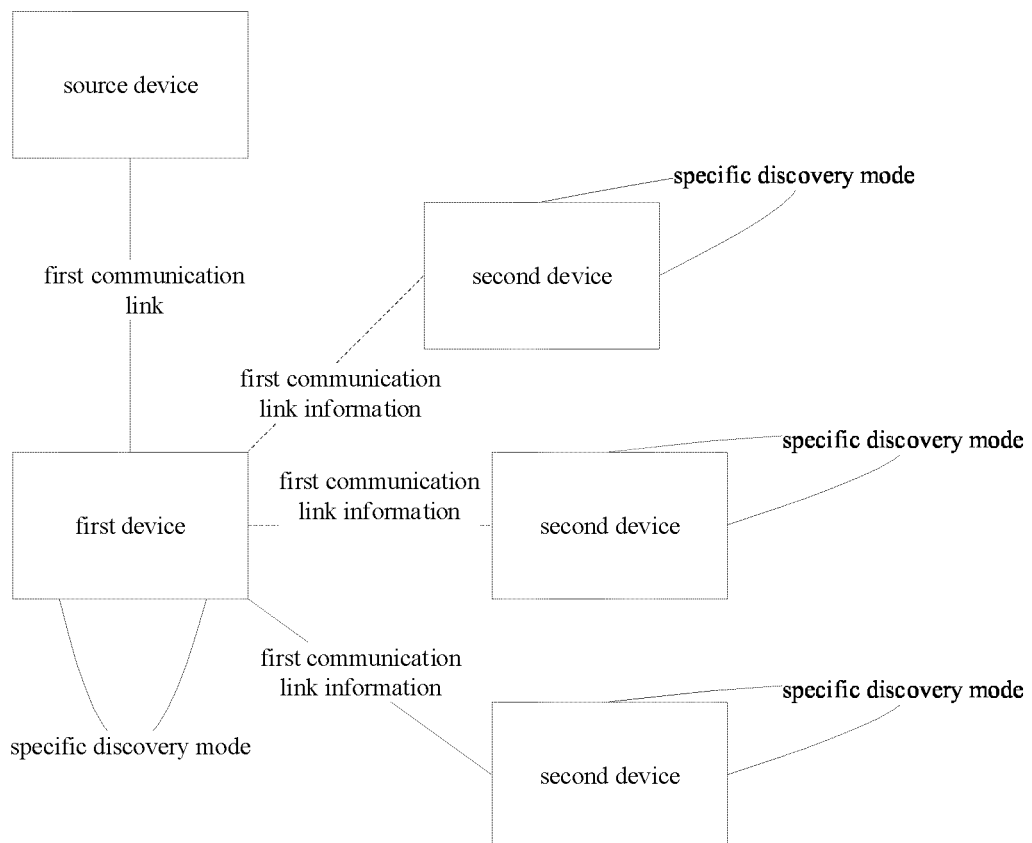 source device
specific discovery mode
first communication
link
second device
first communication
link information
specific discovery mode
first communication
link information
first device
second device
first communication
link information
specific discovery mode
specific discovery mode
second device